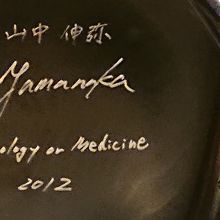 山中 伸弥
Yamanaka
ology or Medicine
2012